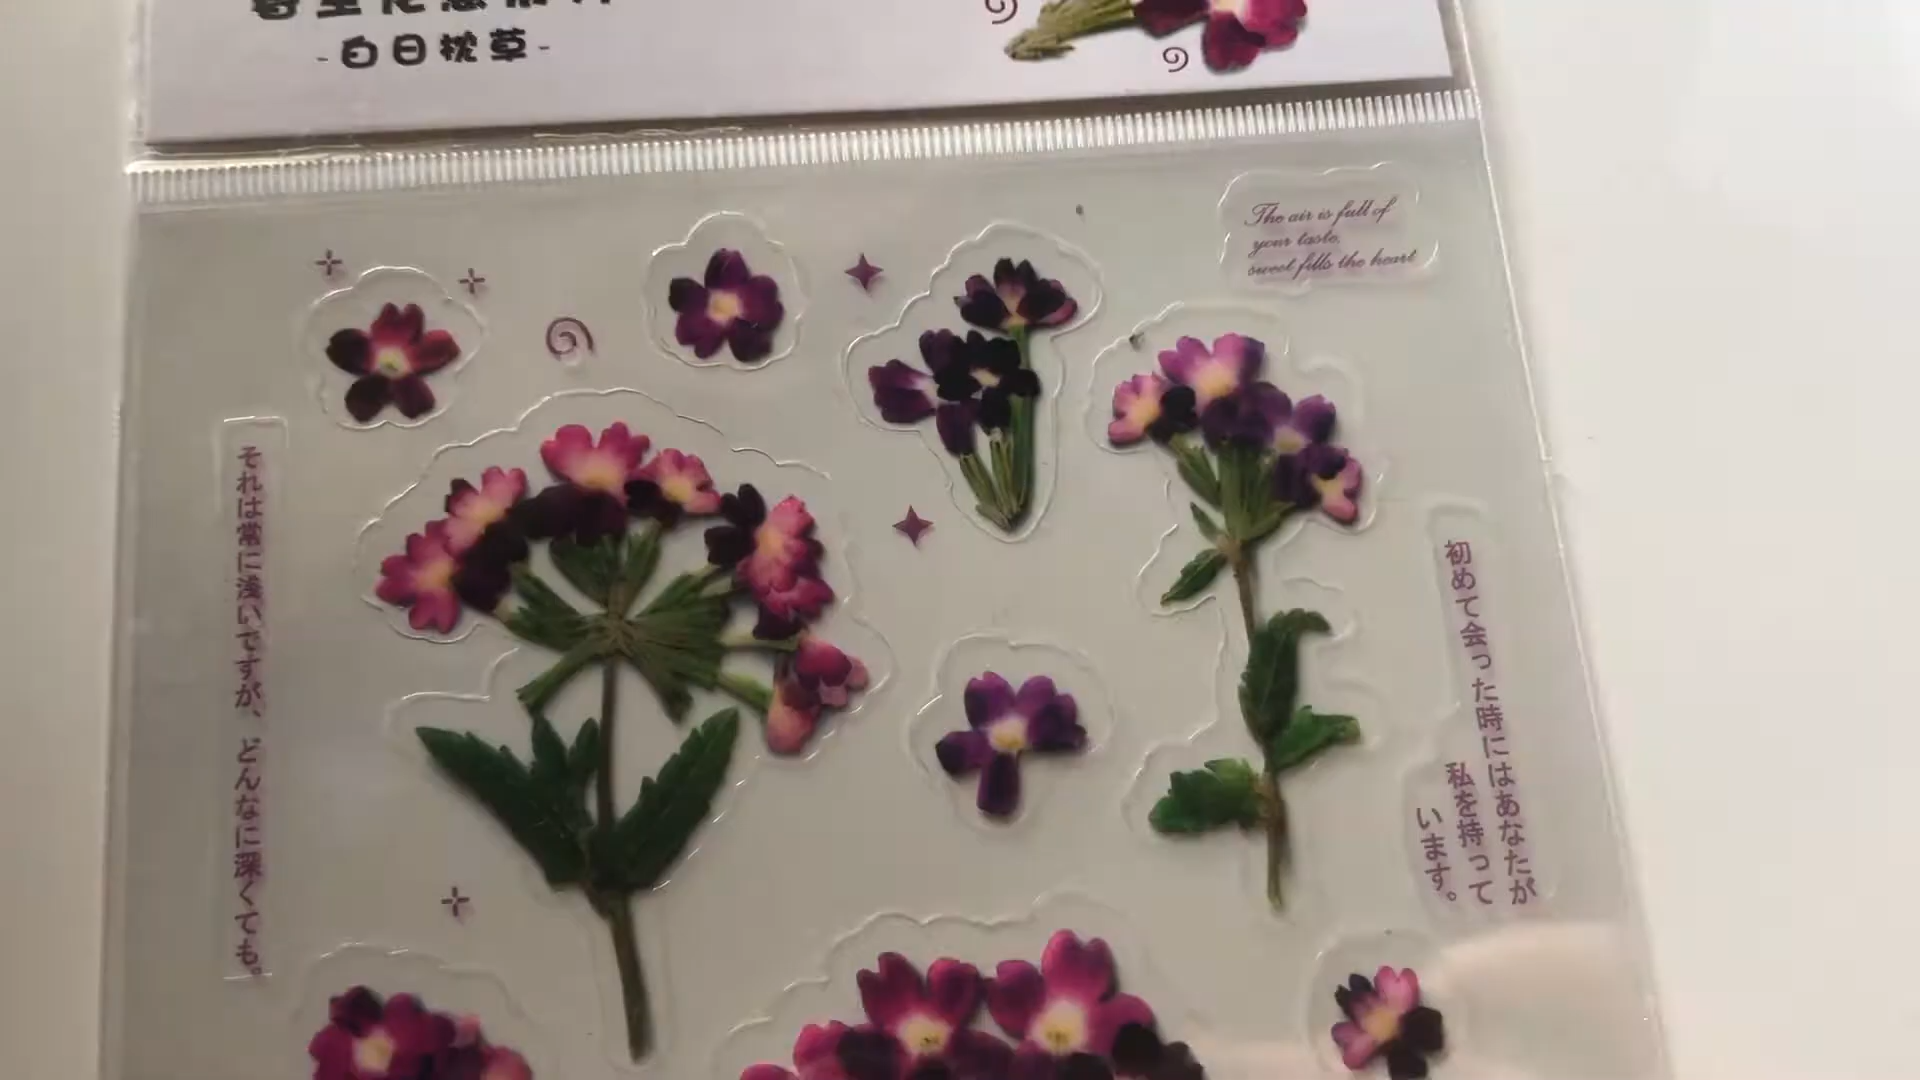 -白日枕草-
The air is full of
your taste,
sweet fills the heart
それは常に浅いですが、どんなに深くても。
初めて会った時にはあなたが
私を持って
います。